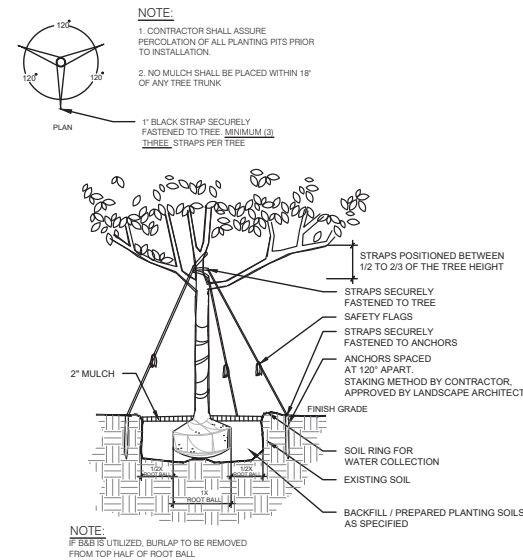 NOTE:
1. CONTRACTOR SHALL ASSURE
PERCOLATION OF ALL PLANTING PITS PRIOR
TO INSTALLATION.
2. NO MULCH SHALL BE PLACED WITHIN 18"
OF ANY TREE TRUNK
120°
120°
120°
PLAN
1" BLACK STRAP SECURELY
FASTENED TO TREE. MINIMUM (3)
THREE STRAPS PER TREE
STRAPS POSITIONED BETWEEN
1/2 TO 2/3 OF THE TREE HEIGHT
STRAPS SECURELY
FASTENED TO TREE
SAFETY FLAGS
STRAPS SECURELY
FASTENED TO ANCHORS
ANCHORS SPACED
AT 120° APART.
STAKING METHOD BY CONTRACTOR,
APPROVED BY LANDSCAPE ARCHITECT
2" MULCH
FINISH GRADE
SOIL RING FOR
WATER COLLECTION
EXISTING SOIL
1/2X
ROOT BALL
1/2X
ROOT BALL
1X
ROOT BALL
BACKFILL / PREPARED PLANTING SOILS
AS SPECIFIED
NOTE:
IF B&B IS UTILIZED, BURLAP TO BE REMOVED
FROM TOP HALF OF ROOT BALL